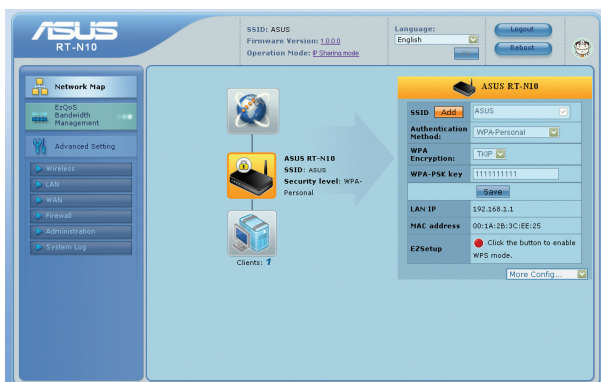 ASUS
RT-N10
SSID: ASUS
Firmware Version: 1.0.0.0
Operation Mode: IP Sharing mode
Language:
English
Logout
Reboot
Network Map
EzQoS
Bandwidth
Management
Advanced Setting
Wireless
LAN
WAN
Firewall
Administration
System Log
ASUS RT-N10
SSID: ASUS
Security level: WPA-
Personal
Clients: 1
ASUS RT-N10
SSID Add ASUS
Authentication
Method: WPA-Personal
WPA
Encryption: TKIP
WPA-PSK key 1111111111
Save
LAN IP 192.168.1.1
MAC address 00:1A:2B:3C:EE:25
EZSetup Click the button to enable
WPS mode.
More Config...